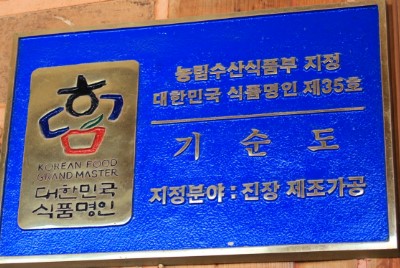 농림수산식품부 지정
대한민국 식품명인 제35호
기 순 도
지정분야 : 진장 제조가공
KOREAN FOOD
GRAND MASTER
대한민국
식품명인